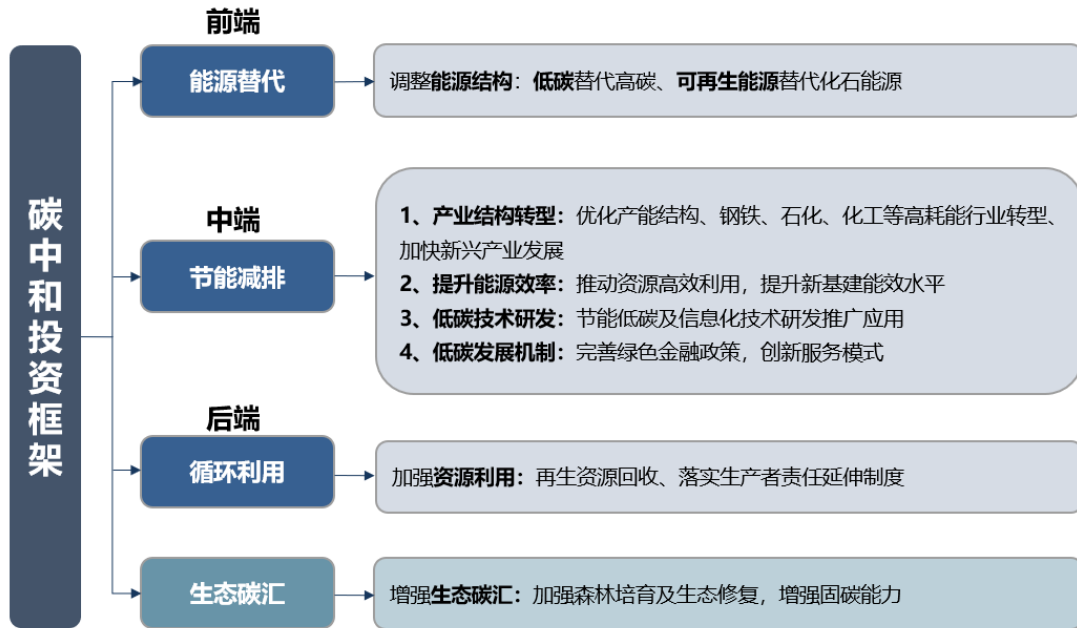 碳中和投资框架
前端
能源替代
调整能源结构：低碳替代高碳、可再生能源替代化石能源
中端
节能减排
1、产业结构转型：优化产能结构、钢铁、石化、化工等高耗能行业转型、
加快新兴产业发展
2、提升能源效率：推动资源高效利用，提升新基建能效水平
3、低碳技术研发：节能低碳及信息化技术研发推广应用
4、低碳发展机制：完善绿色金融政策，创新服务模式
后端
循环利用
加强资源利用：再生资源回收、落实生产者责任延伸制度
生态碳汇
增强生态碳汇：加强森林培育及生态修复，增强固碳能力